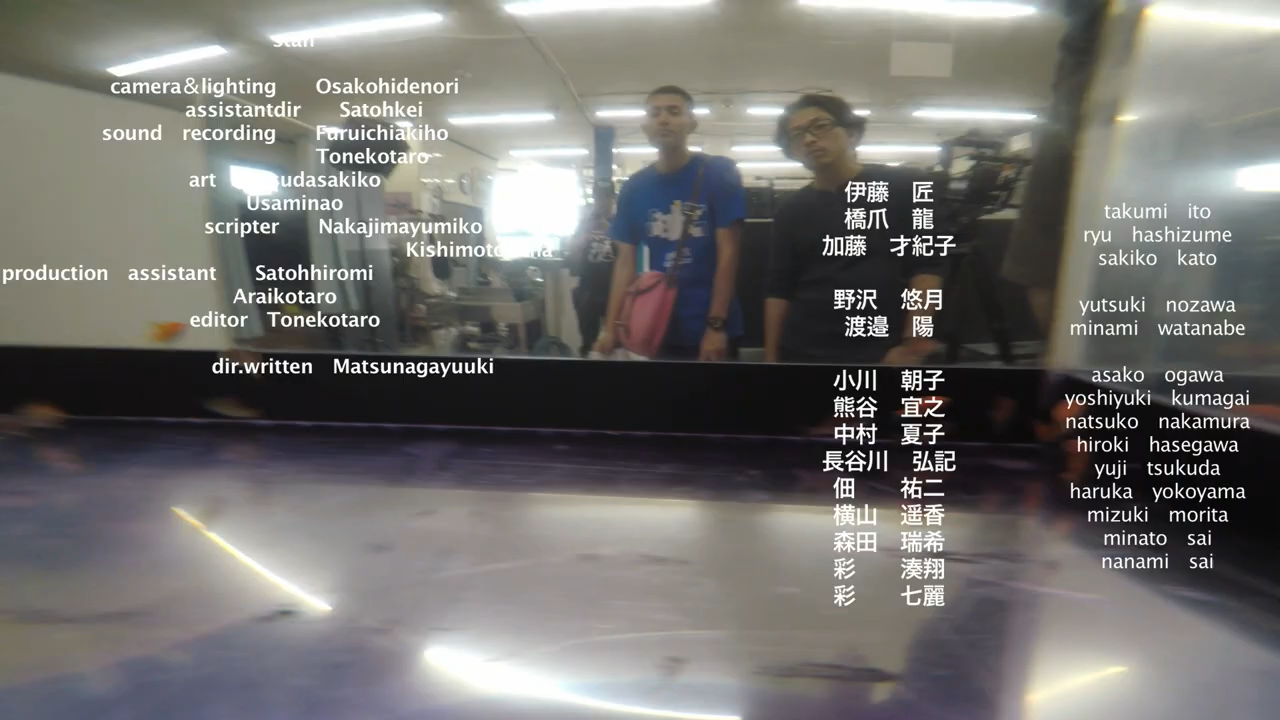 staff
camera&lighting Osakohidenori
assistantdir Satohkei
sound recording Furuichiakiho
Tonekotaro
art
Usaminao
scripter Nakajimayumiko
production assistant Satohhiromi
Araikotaro
editor Tonekotaro
dir.written Matsunagayuuki
伊藤 匠
橋爪 龍
加藤 才紀子
野沢 悠月
渡邉 陽
小川 朝子
熊谷 宜之
中村 夏子
長谷川 弘記
佃 祐二
横山 遥香
森田 瑞希
彩 湊翔
彩 七麗
takumi ito
ryu hashizume
sakiko kato
yutsuki nozawa
minami watanabe
asako ogawa
yoshiyuki kumagai
natsuko nakamura
hiroki hasegawa
yuji tsukuda
haruka yokoyama
mizuki morita
minato sai
nanami sai